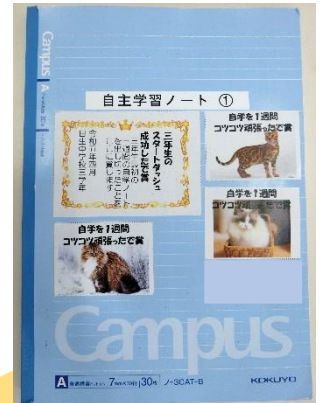 Campus
A
自主学習ノート ①
三年生の
スタートダッシュ
成功したで賞
自学を1週間
コツコツ頑張ったで賞
自学を1週間
コツコツ頑張ったで賞
自学を1週間
コツコツ頑張ったで賞
Campus
A
30枚
ノ-3CAT-B
KOKUYO